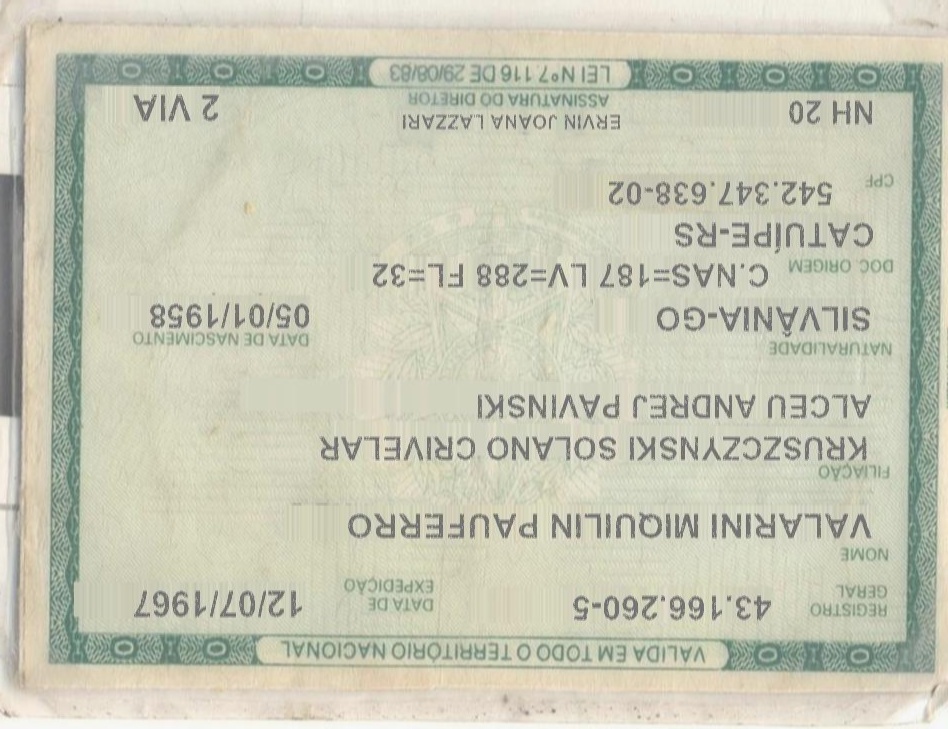 VALIDA EM TODO O TERRITÓRIO NACIONAL
REGISTRO GERAL 43.166.260-5 DATA DE EXPEDIÇÃO 12/07/1967
NOME
VALARINI MIQUILIN PAUFERRO
FILIAÇÃO
KRUSZCZYNSKI SOLANO CRIVELAR
ALCEU ANDREJ PAVINSKI
NATURALIDADE DATA DE NASCIMENTO
SILVÂNIA-GO 05/01/1958
DOC. ORIGEM C.NAS=187 LV=288 FL=32
CATUÍPE-RS
CPF 542.347.638-02
NH 20 ERVIN JOANA LAZZARI 2 VIA
ASSINATURA DO DIRETOR
LEI Nº 7.116 DE 29/08/83